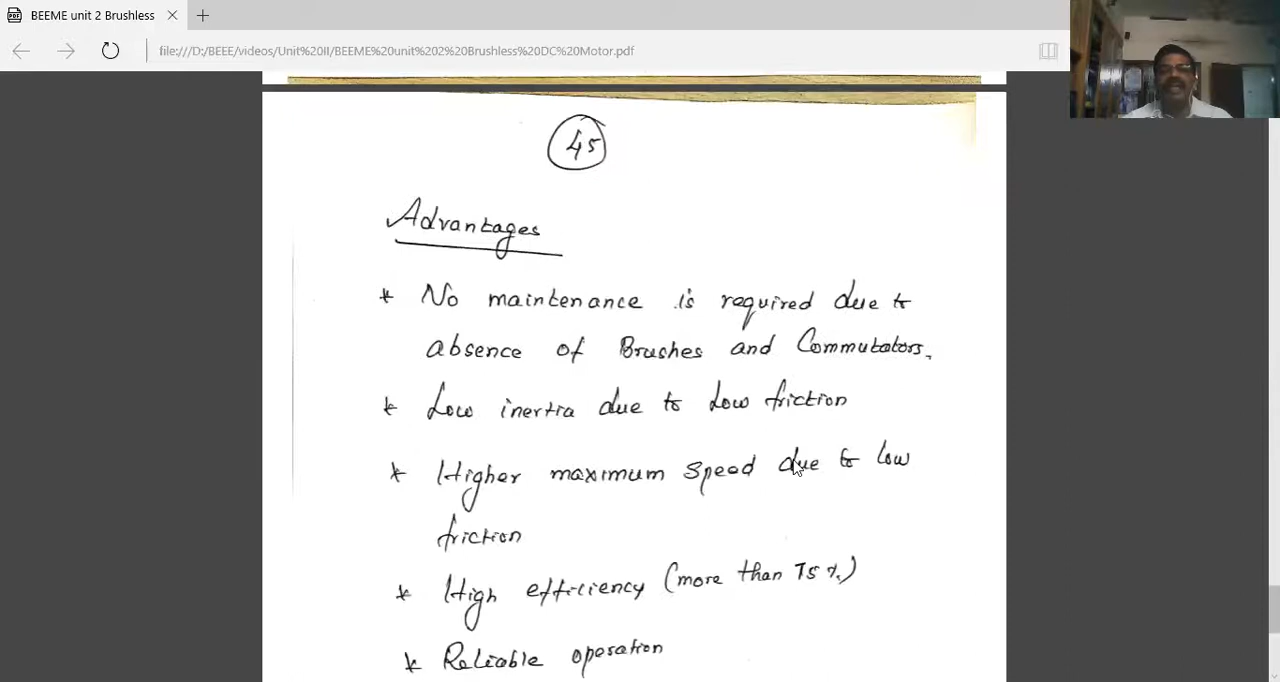 BEEME unit 2 Brushless
file:///D:/BEEE/videos/Unit%20II/BEEME%20unit%202%20Brushless%20DC%20Motor.pdf
45
Advantages
* No maintenance is required due to
absence of Brushes and Commutators.
* Low inertia due to Low friction
* Higher maximum speed due to low
friction
* High efficiency (more than 75 %)
* Reliable operation